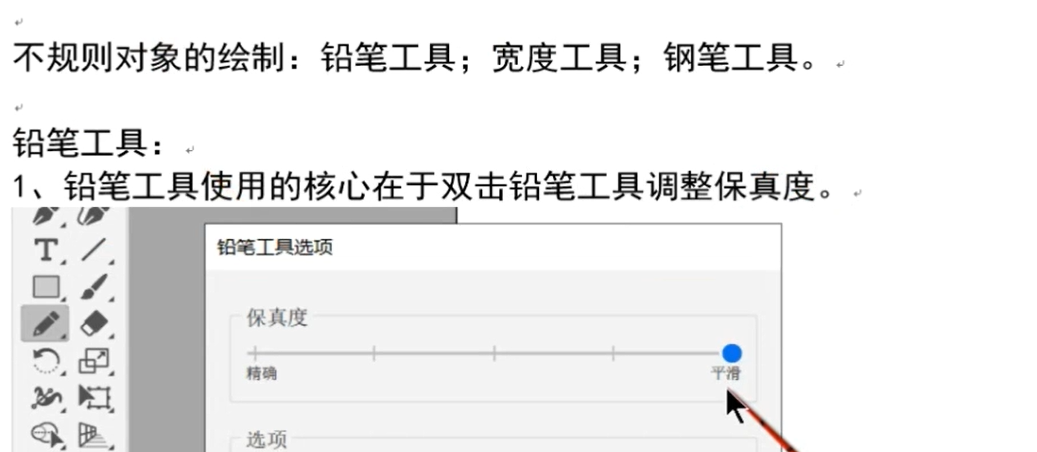 不规则对象的绘制：铅笔工具；宽度工具；钢笔工具。
铅笔工具：
1、铅笔工具使用的核心在于双击铅笔工具调整保真度。
铅笔工具选项
保真度
精确 平滑
选项